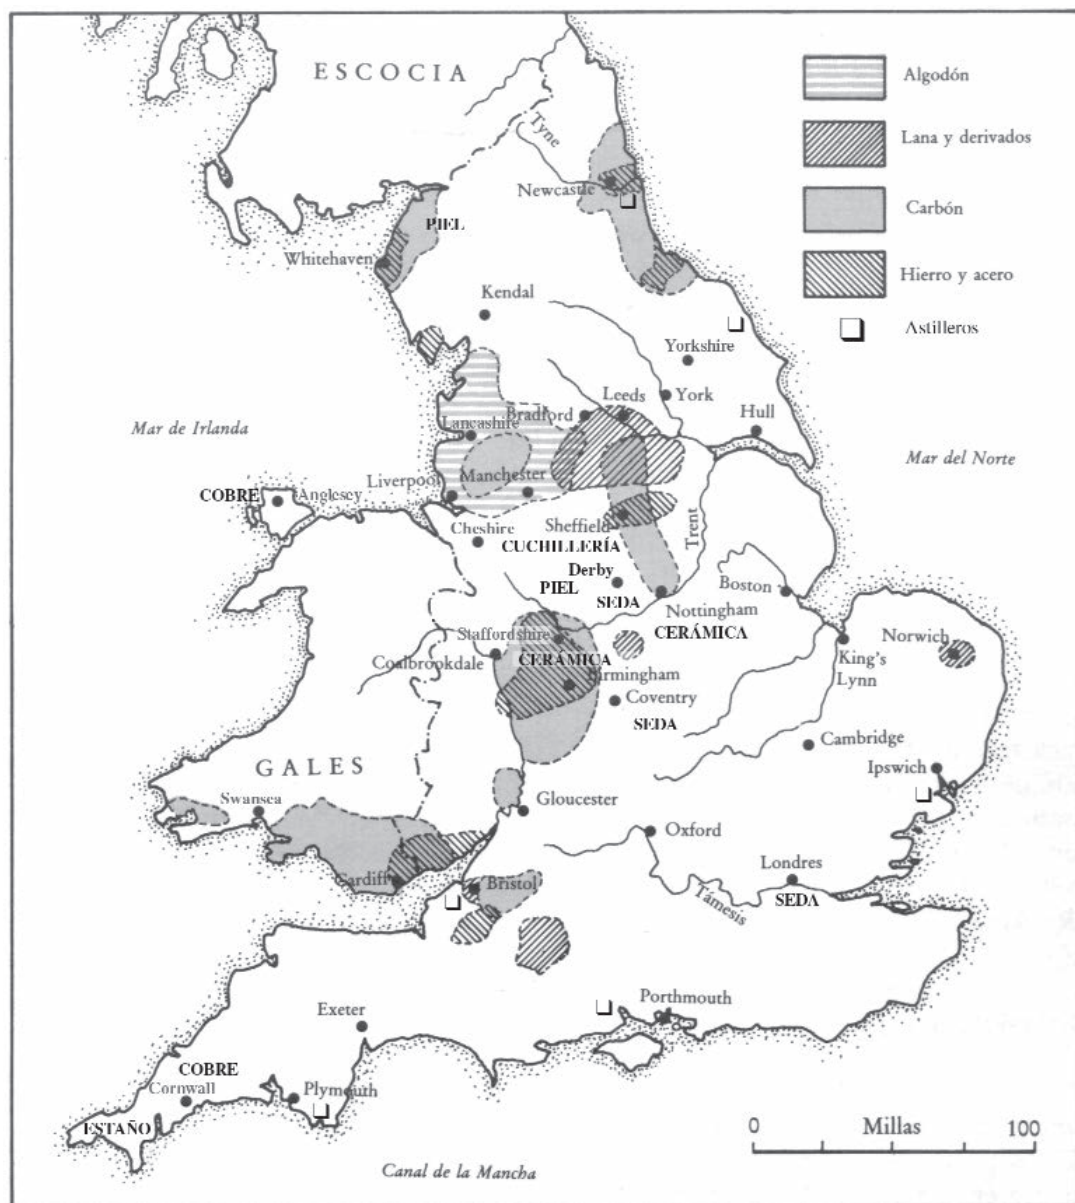 ESCOCIA
Algodón
Lana y derivados
Carbón
Hierro y acero
Astilleros
Tyne
Newcastle
PIEL
Whitehaven
Kendal
Yorkshire
York
Leeds
Bradford
Hull
Lancashire
Mar de Irlanda
Mar del Norte
Liverpool
Manchester
COBRE
Anglesey
Cheshire
Sheffield
CUCHILLERÍA
Trent
Derby
PIEL
SEDA
Boston
Nottingham
CERÁMICA
Staffordshire
Coalbrookdale
CERÁMICA
Birmingham
King's
Lynn
Norwich
Coventry
SEDA
Cambridge
Ipswich
GALES
Swansea
Gloucester
Oxford
Londres
SEDA
Tamesis
Cardiff
Bristol
Porthmouth
Exeter
COBRE
Cornwall
Plymouth
ESTAÑO
Canal de la Mancha
0 Millas 100